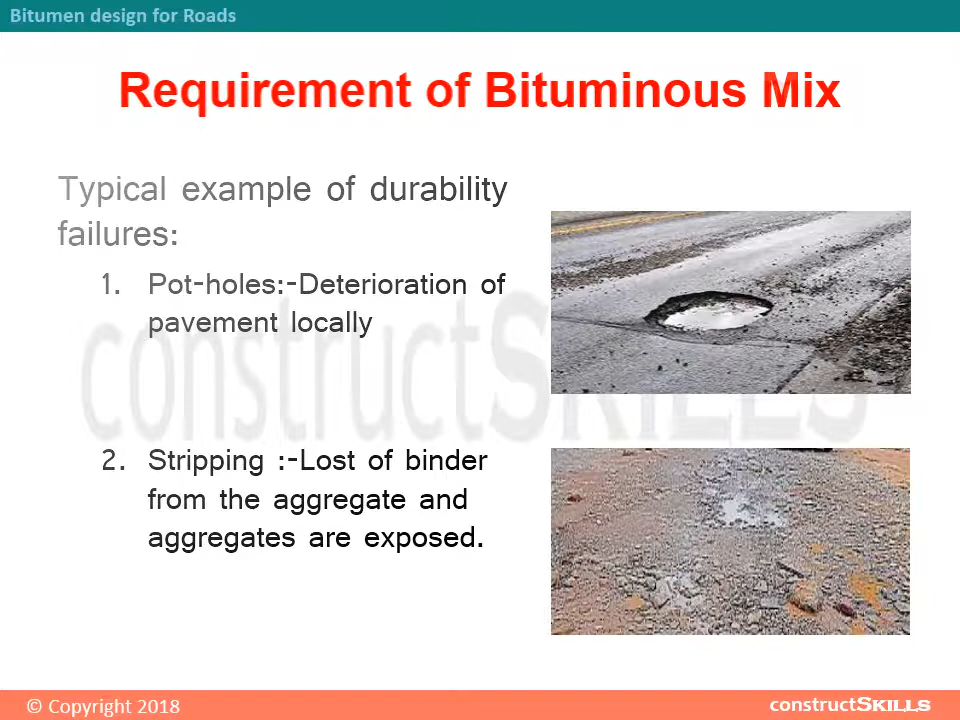 Bitumen design for Roads
Requirement of Bituminous Mix
Typical example of durability
failures:
1. Pot-holes:-Deterioration of
pavement locally
constructSKILLS
2. Stripping :-Lost of binder
from the aggregate and
aggregates are exposed.
© Copyright 2018
constructSKILLS